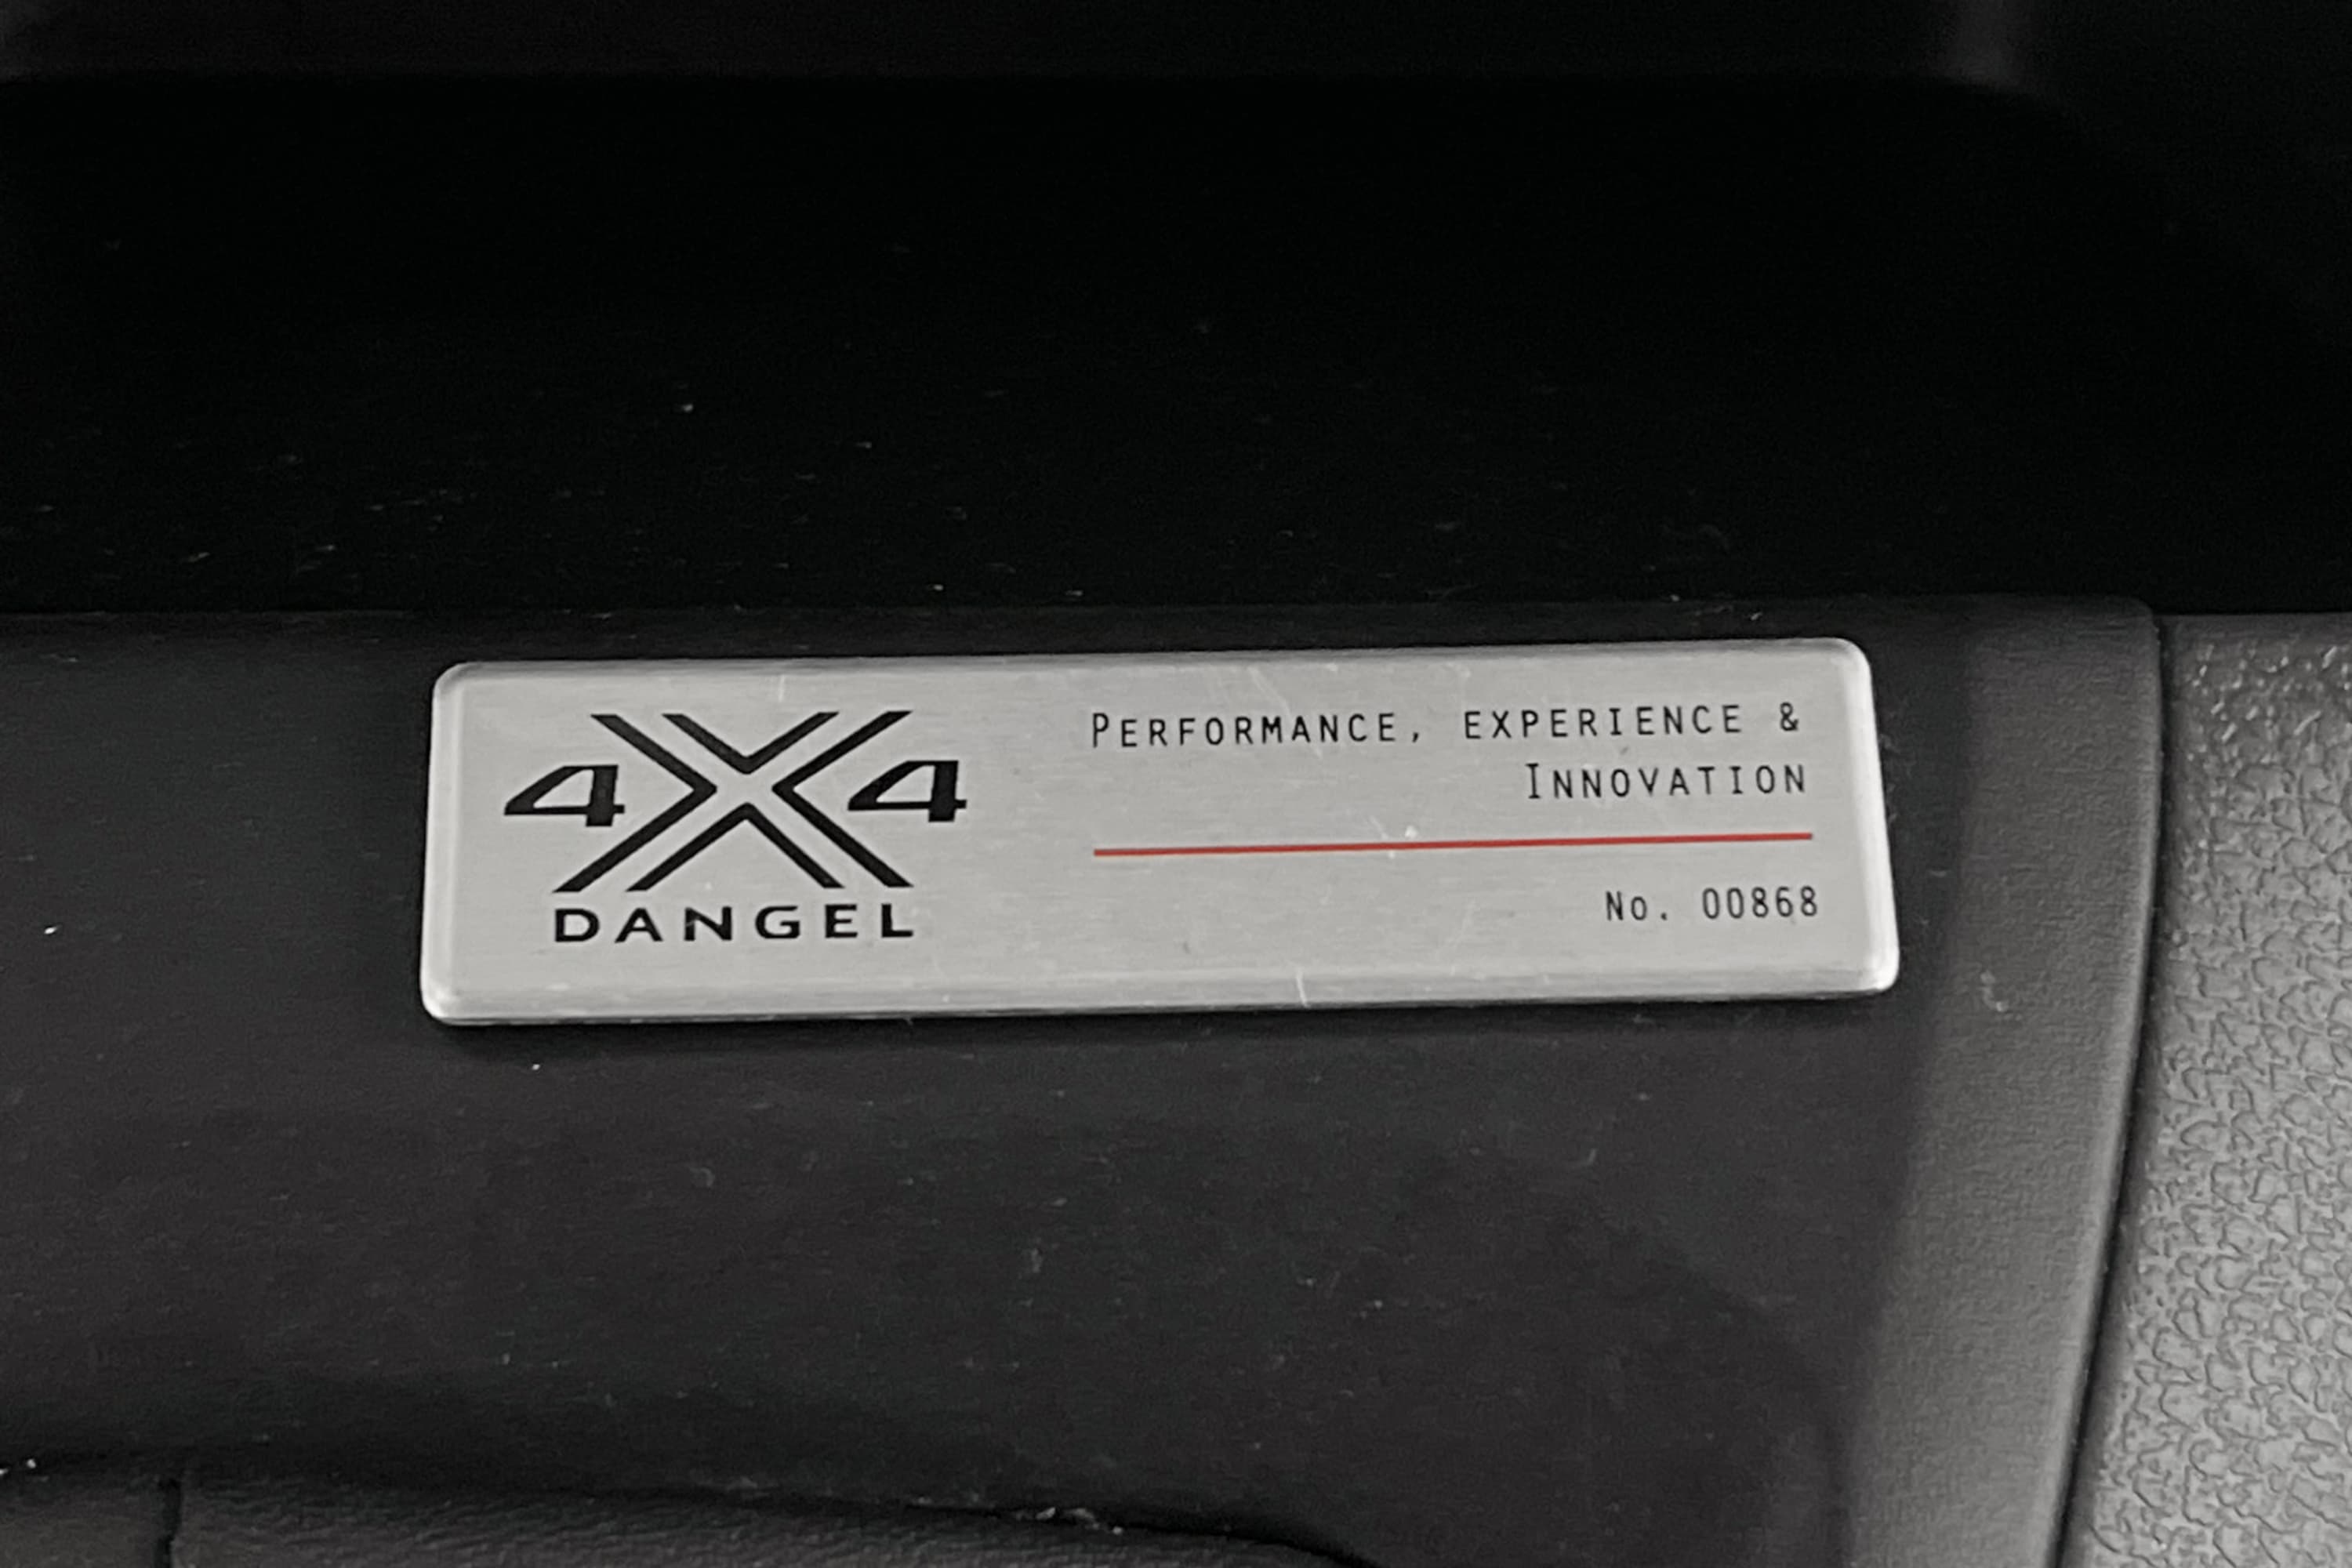 4X4
DANGEL
PERFORMANCE, EXPERIENCE &
INNOVATION
No. 00868